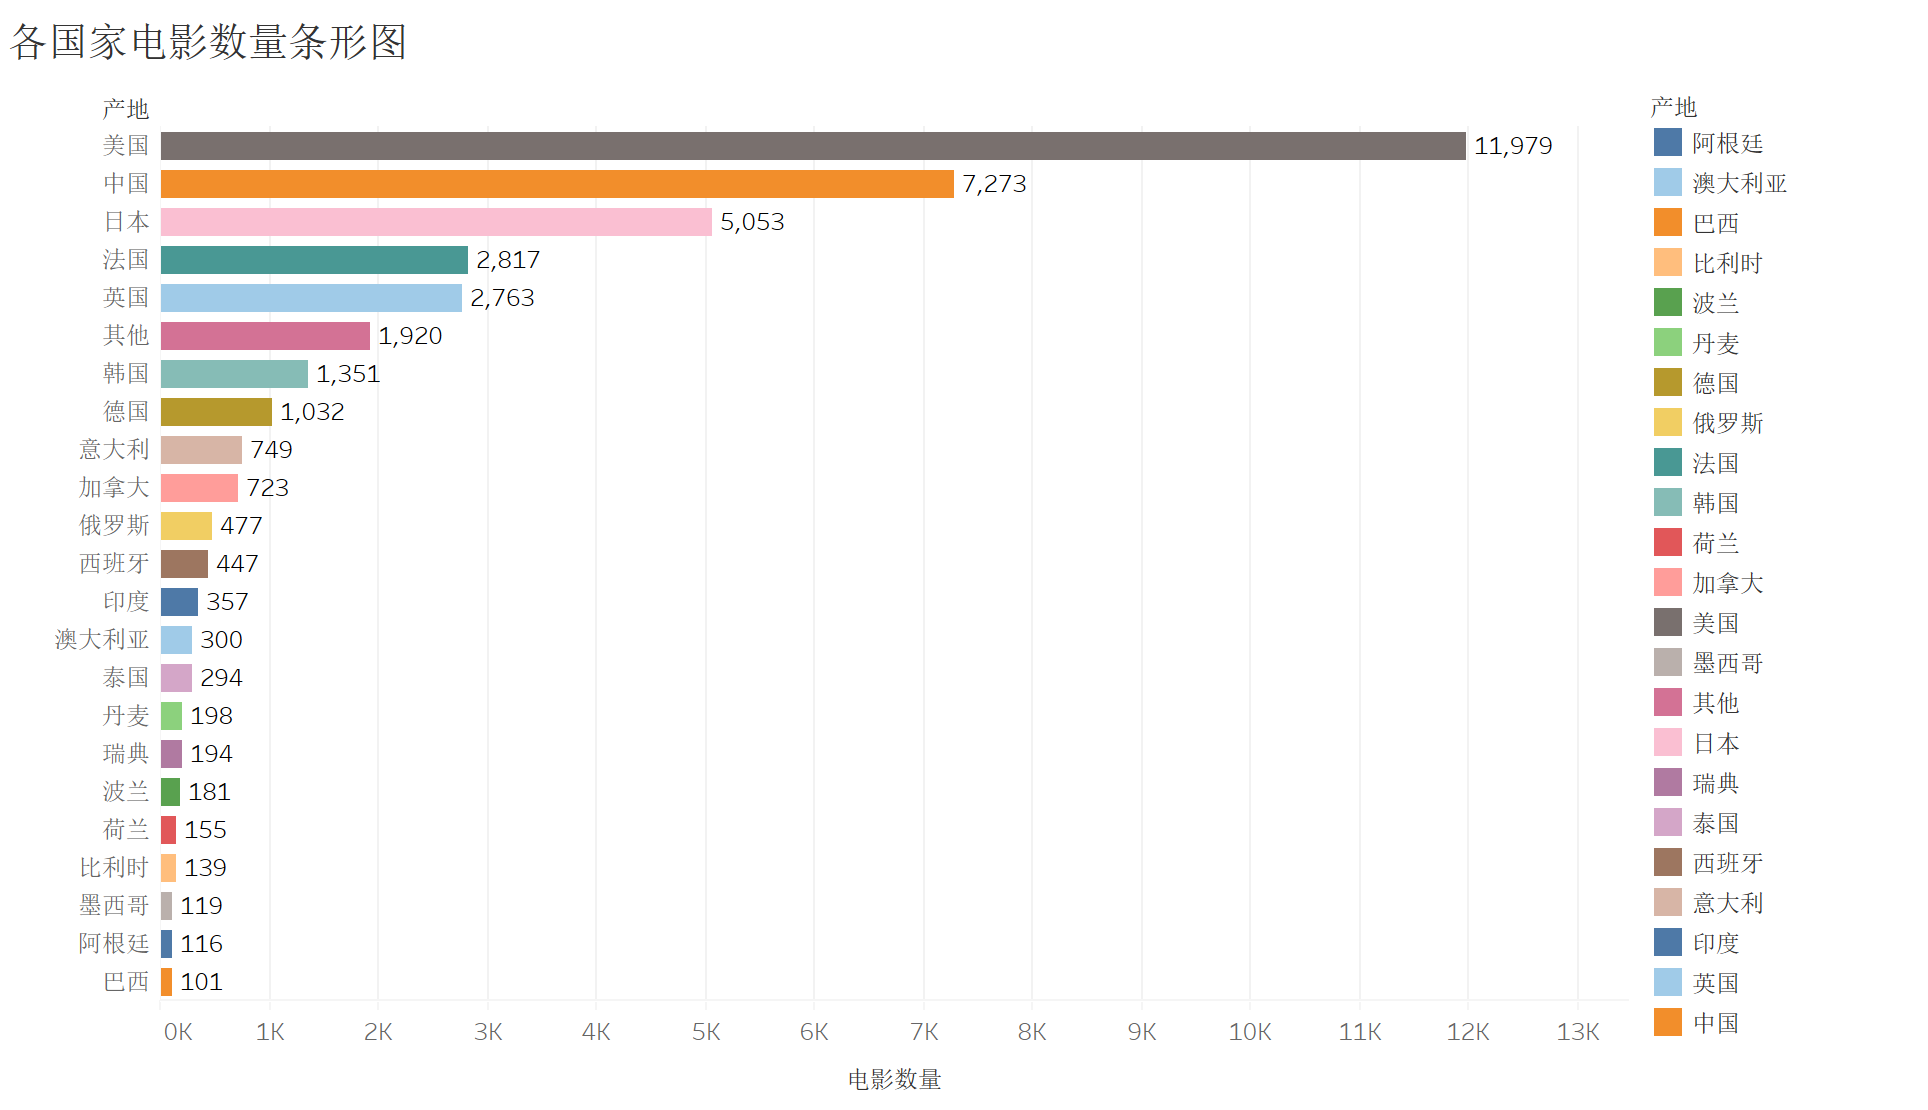 各国家电影数量条形图
产地
美国 11,979
中国 7,273
日本 5,053
法国 2,817
英国 2,763
其他 1,920
韩国 1,351
德国 1,032
意大利 749
加拿大 723
俄罗斯 477
西班牙 447
印度 357
澳大利亚 300
泰国 294
丹麦 198
瑞典 194
波兰 181
荷兰 155
比利时 139
墨西哥 119
阿根廷 116
巴西 101
0K 1K 2K 3K 4K 5K 6K 7K 8K 9K 10K 11K 12K 13K
电影数量
产地
阿根廷
澳大利亚
巴西
比利时
波兰
丹麦
德国
俄罗斯
法国
韩国
荷兰
加拿大
美国
墨西哥
其他
日本
瑞典
泰国
西班牙
意大利
印度
英国
中国